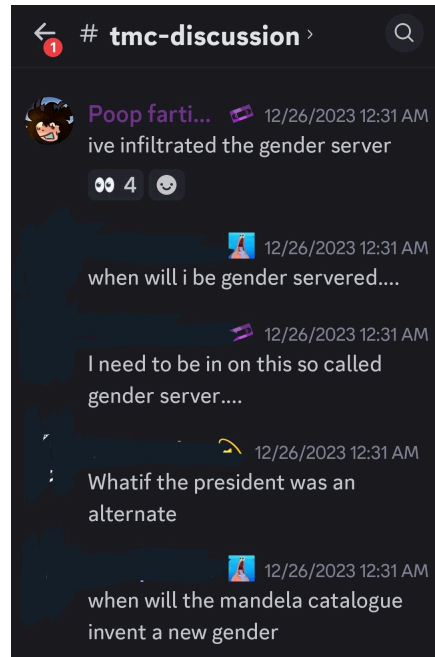 1
# tmc-discussion ›
Poop farti... 12/26/2023 12:31 AM
ive infiltrated the gender server
👀 4
12/26/2023 12:31 AM
when will i be gender servered....
12/26/2023 12:31 AM
I need to be in on this so called
gender server....
12/26/2023 12:31 AM
Whatif the president was an
alternate
12/26/2023 12:31 AM
when will the mandela catalogue
invent a new gender